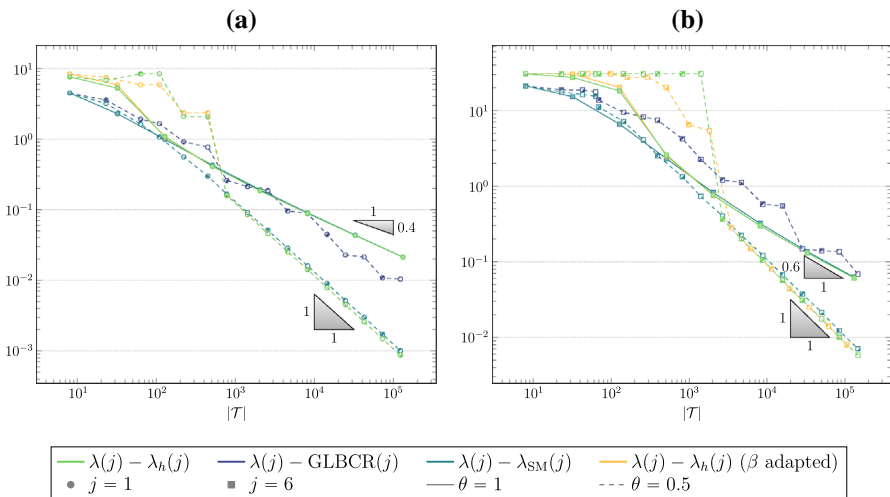 (a) (b)
10^1
10^0
10^{-1}
10^{-2}
10^{-3}
1
0.4
1
1
10^1 10^2 10^3 10^4 10^5
|\mathcal{T}|
10^1
10^0
10^{-1}
10^{-2}
0.6
1
1
1
10^1 10^2 10^3 10^4 10^5
|\mathcal{T}|
λ(j) − λ_h(j) λ(j) − GLBCR(j) λ(j) − λ_SM(j) λ(j) − λ_h(j) (β adapted)
j = 1 j = 6 θ = 1 θ = 0.5